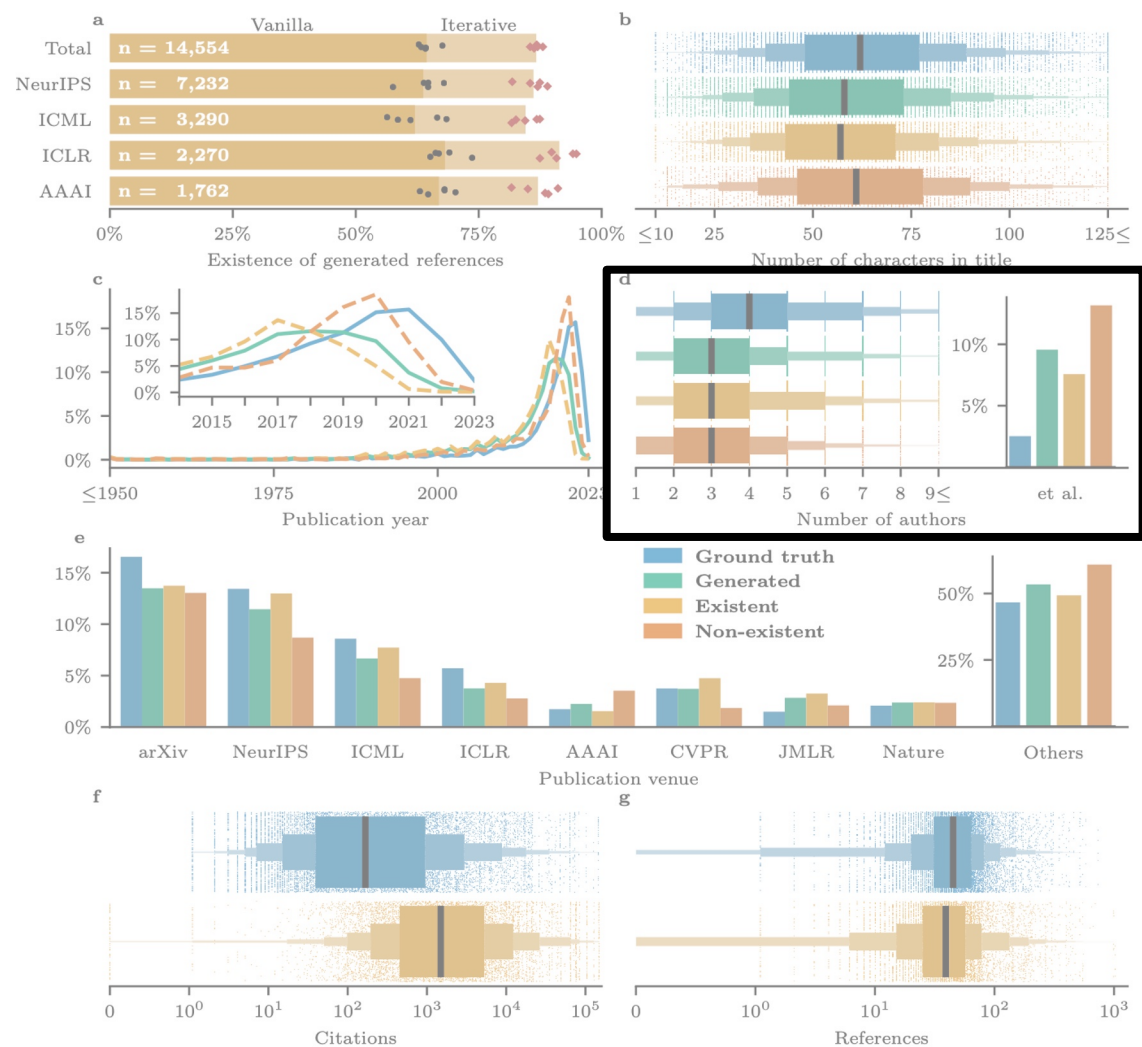 a
Vanilla Iterative
Total n = 14,554
NeurIPS n = 7,232
ICML n = 3,290
ICLR n = 2,270
AAAI n = 1,762
0% 25% 50% 75% 100%
Existence of generated references
b
≤10 25 50 75 100 125≤
Number of characters in title
c
15%
10%
5%
0%
15%
10%
5%
0%
2015 2017 2019 2021 2023
≤1950 1975 2000 2023
Publication year
d
1 2 3 4 5 6 7 8 9≤
Number of authors
10%
5%
et al.
e
15%
10%
5%
0%
arXiv NeurIPS ICML ICLR AAAI CVPR JMLR Nature
Publication venue
Ground truth
Generated
Existent
Non-existent
50%
25%
Others
f
0 10⁰ 10² 10³ 10⁴ 10⁵
Citations
g
0 10⁰ 10¹ 10² 10³
References